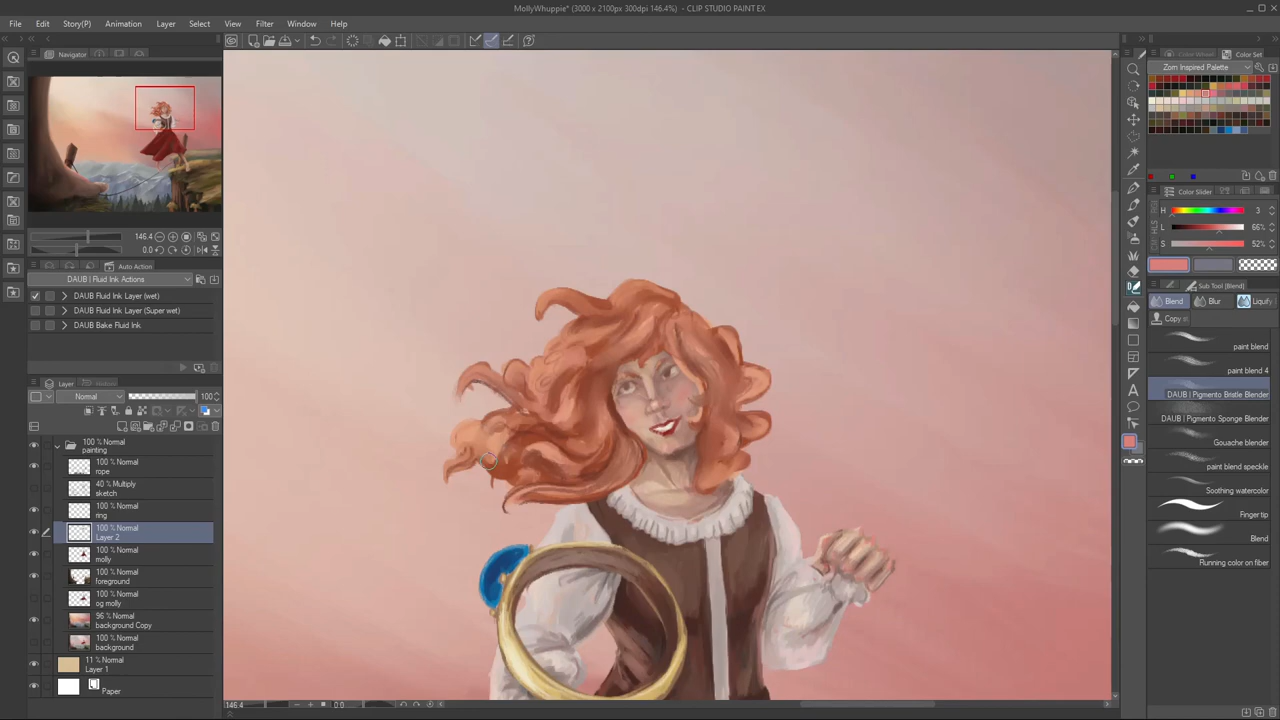 MollyWhuppie* (3000 x 2100px 300dpi 146.4%) - CLIP STUDIO PAINT EX
File Edit Story(P) Animation Layer Select View Filter Window Help
Navigator
146.4
0.0
Auto Action
DAUB | Fluid Ink Actions
DAUB Fluid Ink Layer (wet)
DAUB Fluid Ink Layer (Super wet)
DAUB Bake Fluid Ink
Layer
Normal 100
100 % Normal
painting
100 % Normal
rope
40 % Multiply
sketch
100 % Normal
ring
100 % Normal
Layer 2
100 % Normal
molly
100 % Normal
foreground
100 % Normal
og molly
96 % Normal
background Copy
100 % Normal
background
11 % Normal
Layer 1
Paper
146.4 0.0
Color Wheel Color Set
Zorn Inspired Palette
Color Slider
H 3
L 66%
S 52%
Sub Tool [Blend]
Blend Blur Liquify
Copy
paint blend
paint blend 4
DAUB | Pigmento Bristle Blender
DAUB | Pigmento Sponge Blender
Gouache blender
paint blend speckle
Soothing watercolor
Finger tip
Blend
Running color on fiber